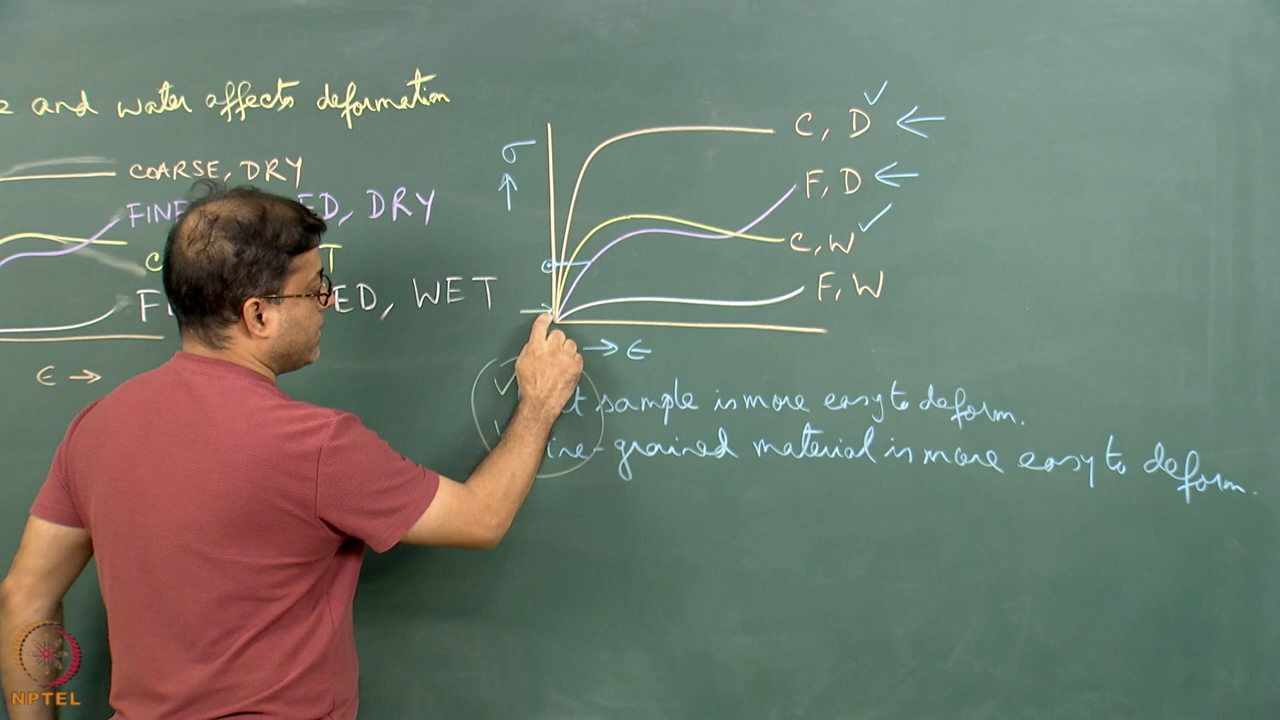 and water affects deformation
COARSE, DRY
FINE ED, DRY
ED, WET
ϵ →
σ
C, D ✓ ←
F, D ←
C, W ✓
F, W
→ ϵ
sample is more easy to deform.
grained material is more easy to deform.
NPTEL